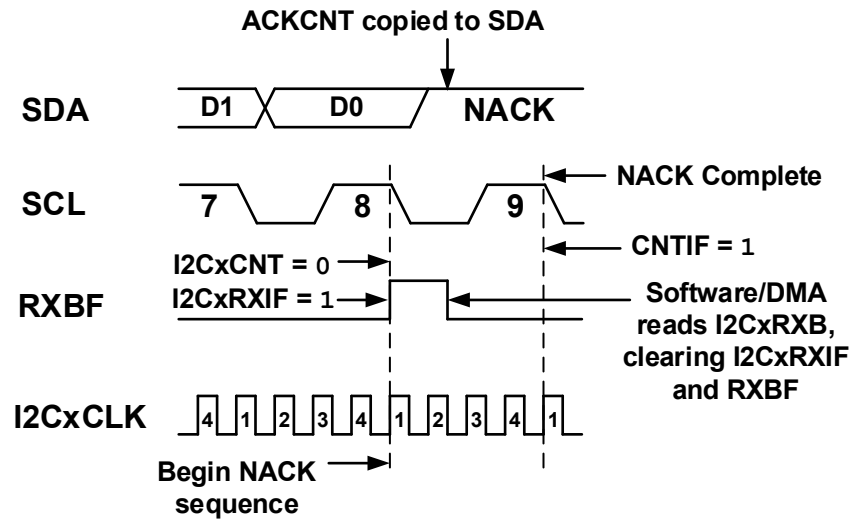 ACKCNT copied to SDA
SDA
D1
D0
NACK
SCL
7
8
9
NACK Complete
I2CxCNT = 0
CNTIF = 1
RXBF
I2CxRXIF = 1
Software/DMA
reads I2CxRXB,
clearing I2CxRXIF
and RXBF
I2CxCLK
4 1 2 3 4 1 2 3 4 1
Begin NACK
sequence